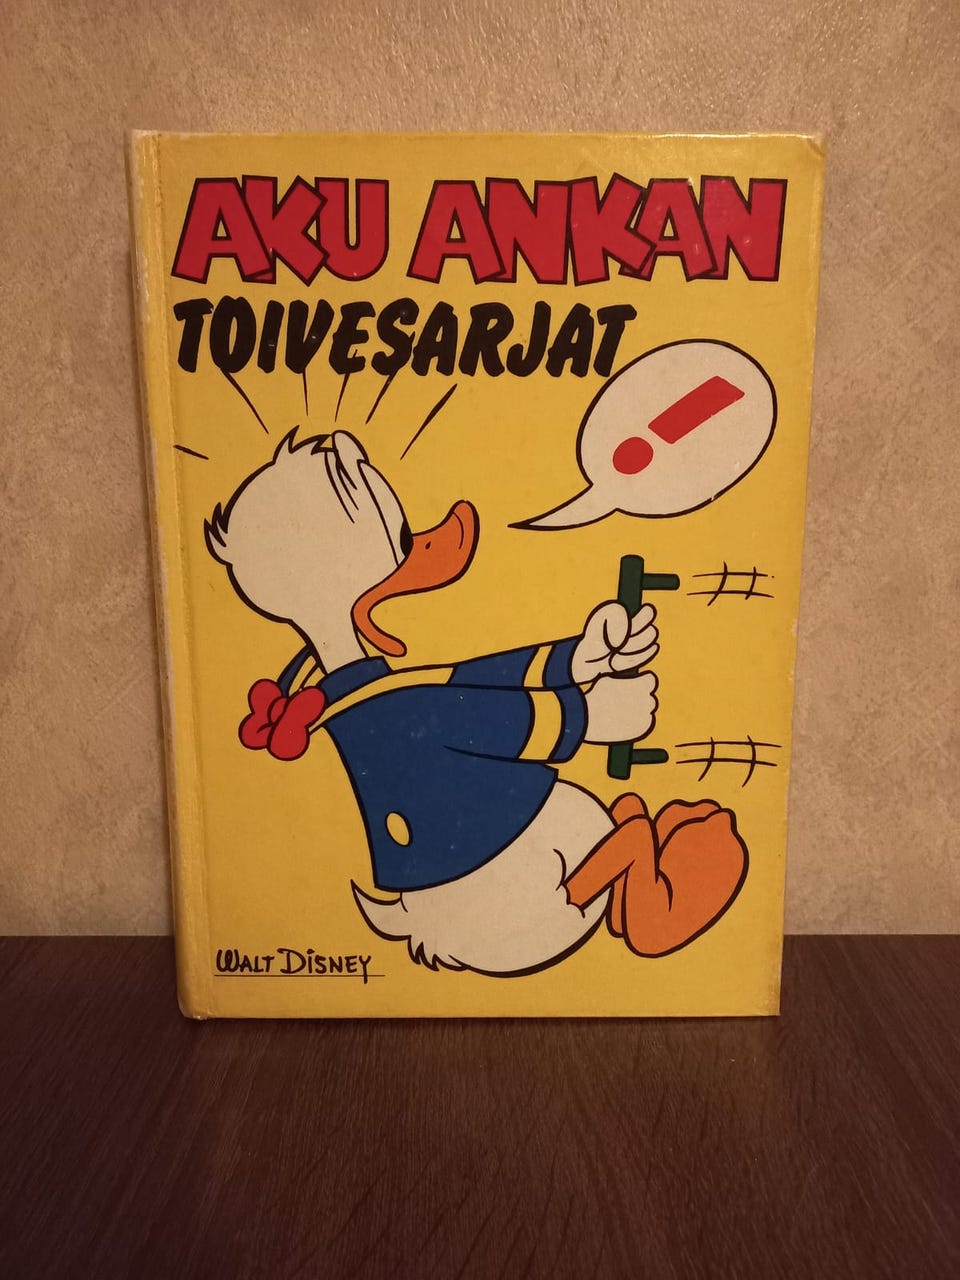 AKU ANKAN
TOIVESARJAT
!
WALT DISNEY